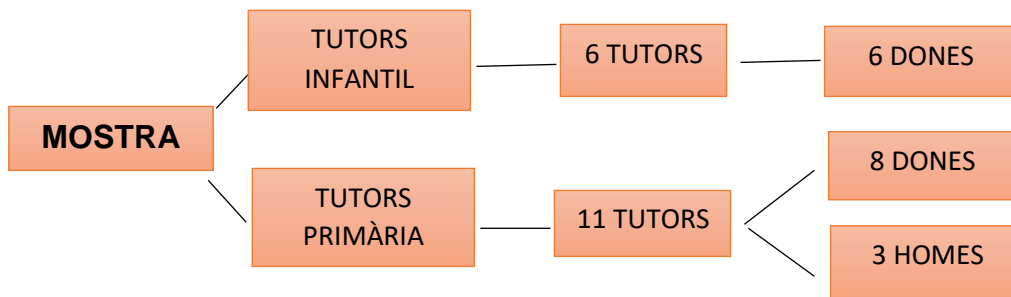 MOSTRA
TUTORS
INFANTIL
6 TUTORS
6 DONES
TUTORS
PRIMÀRIA
11 TUTORS
8 DONES
3 HOMES